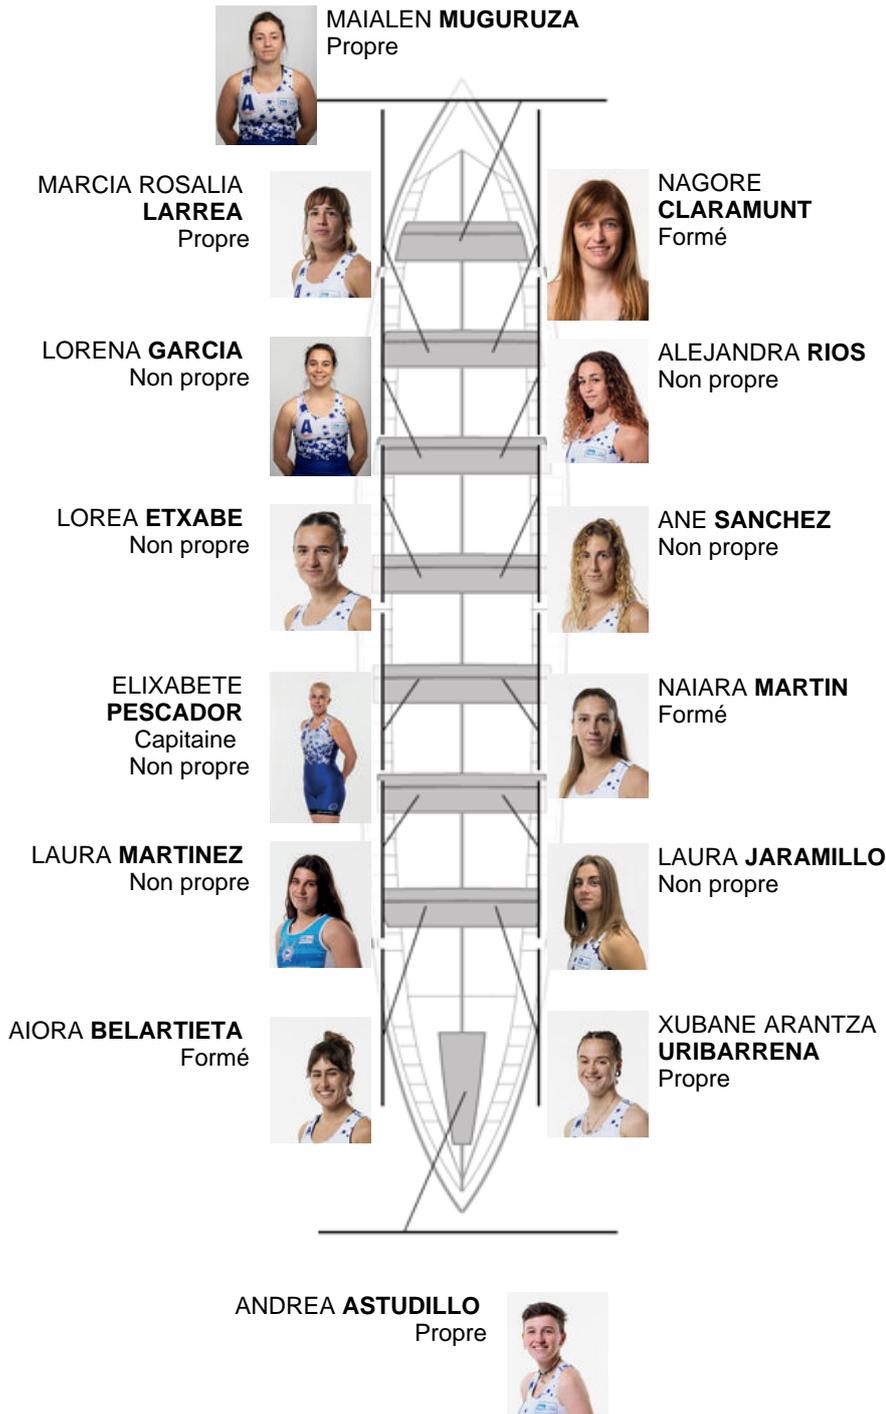 MAIALEN MUGURUZA
Propre
MARCIA ROSALIA
LARREA
Propre
NAGORE
CLARAMUNT
Formé
LORENA GARCIA
Non propre
ALEJANDRA RIOS
Non propre
LOREA ETXABE
Non propre
ANE SANCHEZ
Non propre
ELIXABETE
PESCADOR
Capitaine
Non propre
NAIARA MARTIN
Formé
LAURA MARTINEZ
Non propre
LAURA JARAMILLO
Non propre
AIORA BELARTIETA
Formé
XUBANE ARANTZA
URIBARRENA
Propre
ANDREA ASTUDILLO
Propre